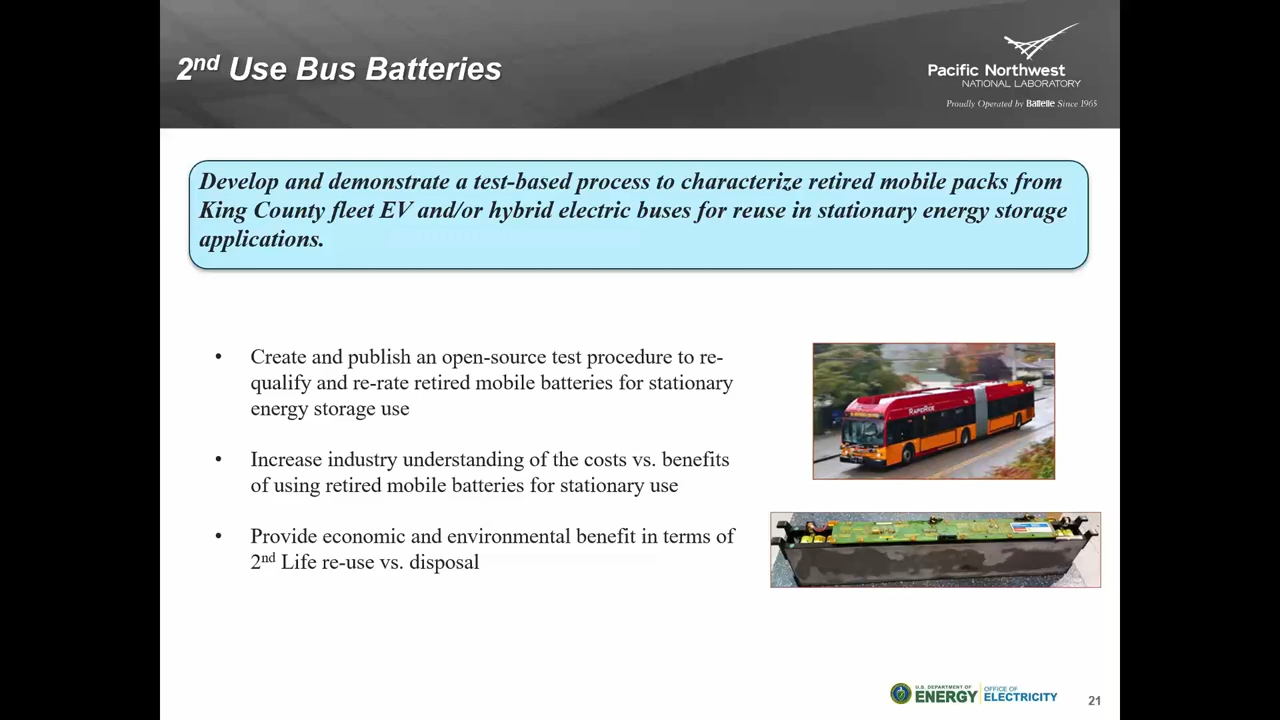 2nd Use Bus Batteries
Pacific Northwest
NATIONAL LABORATORY
Proudly Operated by Battelle Since 1965
Develop and demonstrate a test-based process to characterize retired mobile packs from
King County fleet EV and/or hybrid electric buses for reuse in stationary energy storage
applications.
• Create and publish an open-source test procedure to re-
qualify and re-rate retired mobile batteries for stationary
energy storage use
• Increase industry understanding of the costs vs. benefits
of using retired mobile batteries for stationary use
• Provide economic and environmental benefit in terms of
2nd Life re-use vs. disposal
RAPIDRIDE
U.S. DEPARTMENT OF
ENERGY
OFFICE OF
ELECTRICITY
21